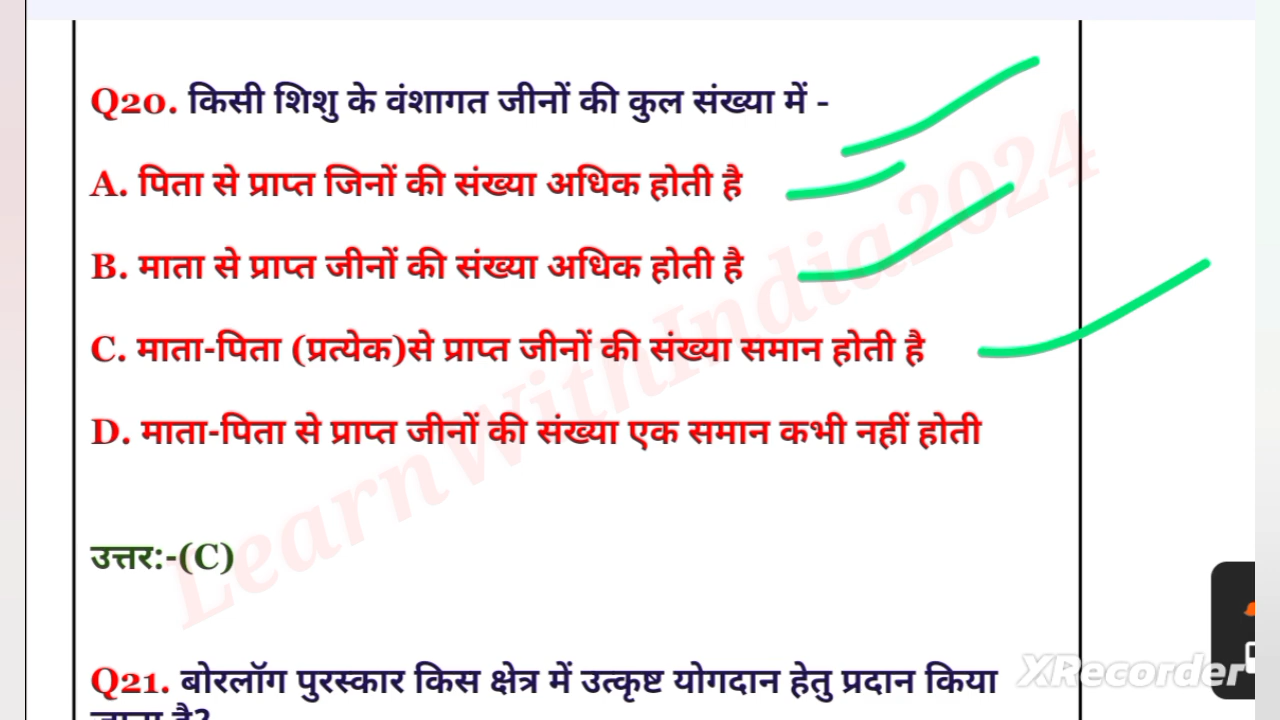 Q20. किसी शिशु के वंशागत जीनों की कुल संख्या में -
A. पिता से प्राप्त जिनों की संख्या अधिक होती है
B. माता से प्राप्त जीनों की संख्या अधिक होती है
C. माता-पिता (प्रत्येक)से प्राप्त जीनों की संख्या समान होती है
D. माता-पिता से प्राप्त जीनों की संख्या एक समान कभी नहीं होती
LearnWithIndia2024
उत्तर:-(C)
Q21. बोरलॉग पुरस्कार किस क्षेत्र में उत्कृष्ट योगदान हेतु प्रदान किया
जाता है?
XRecorder